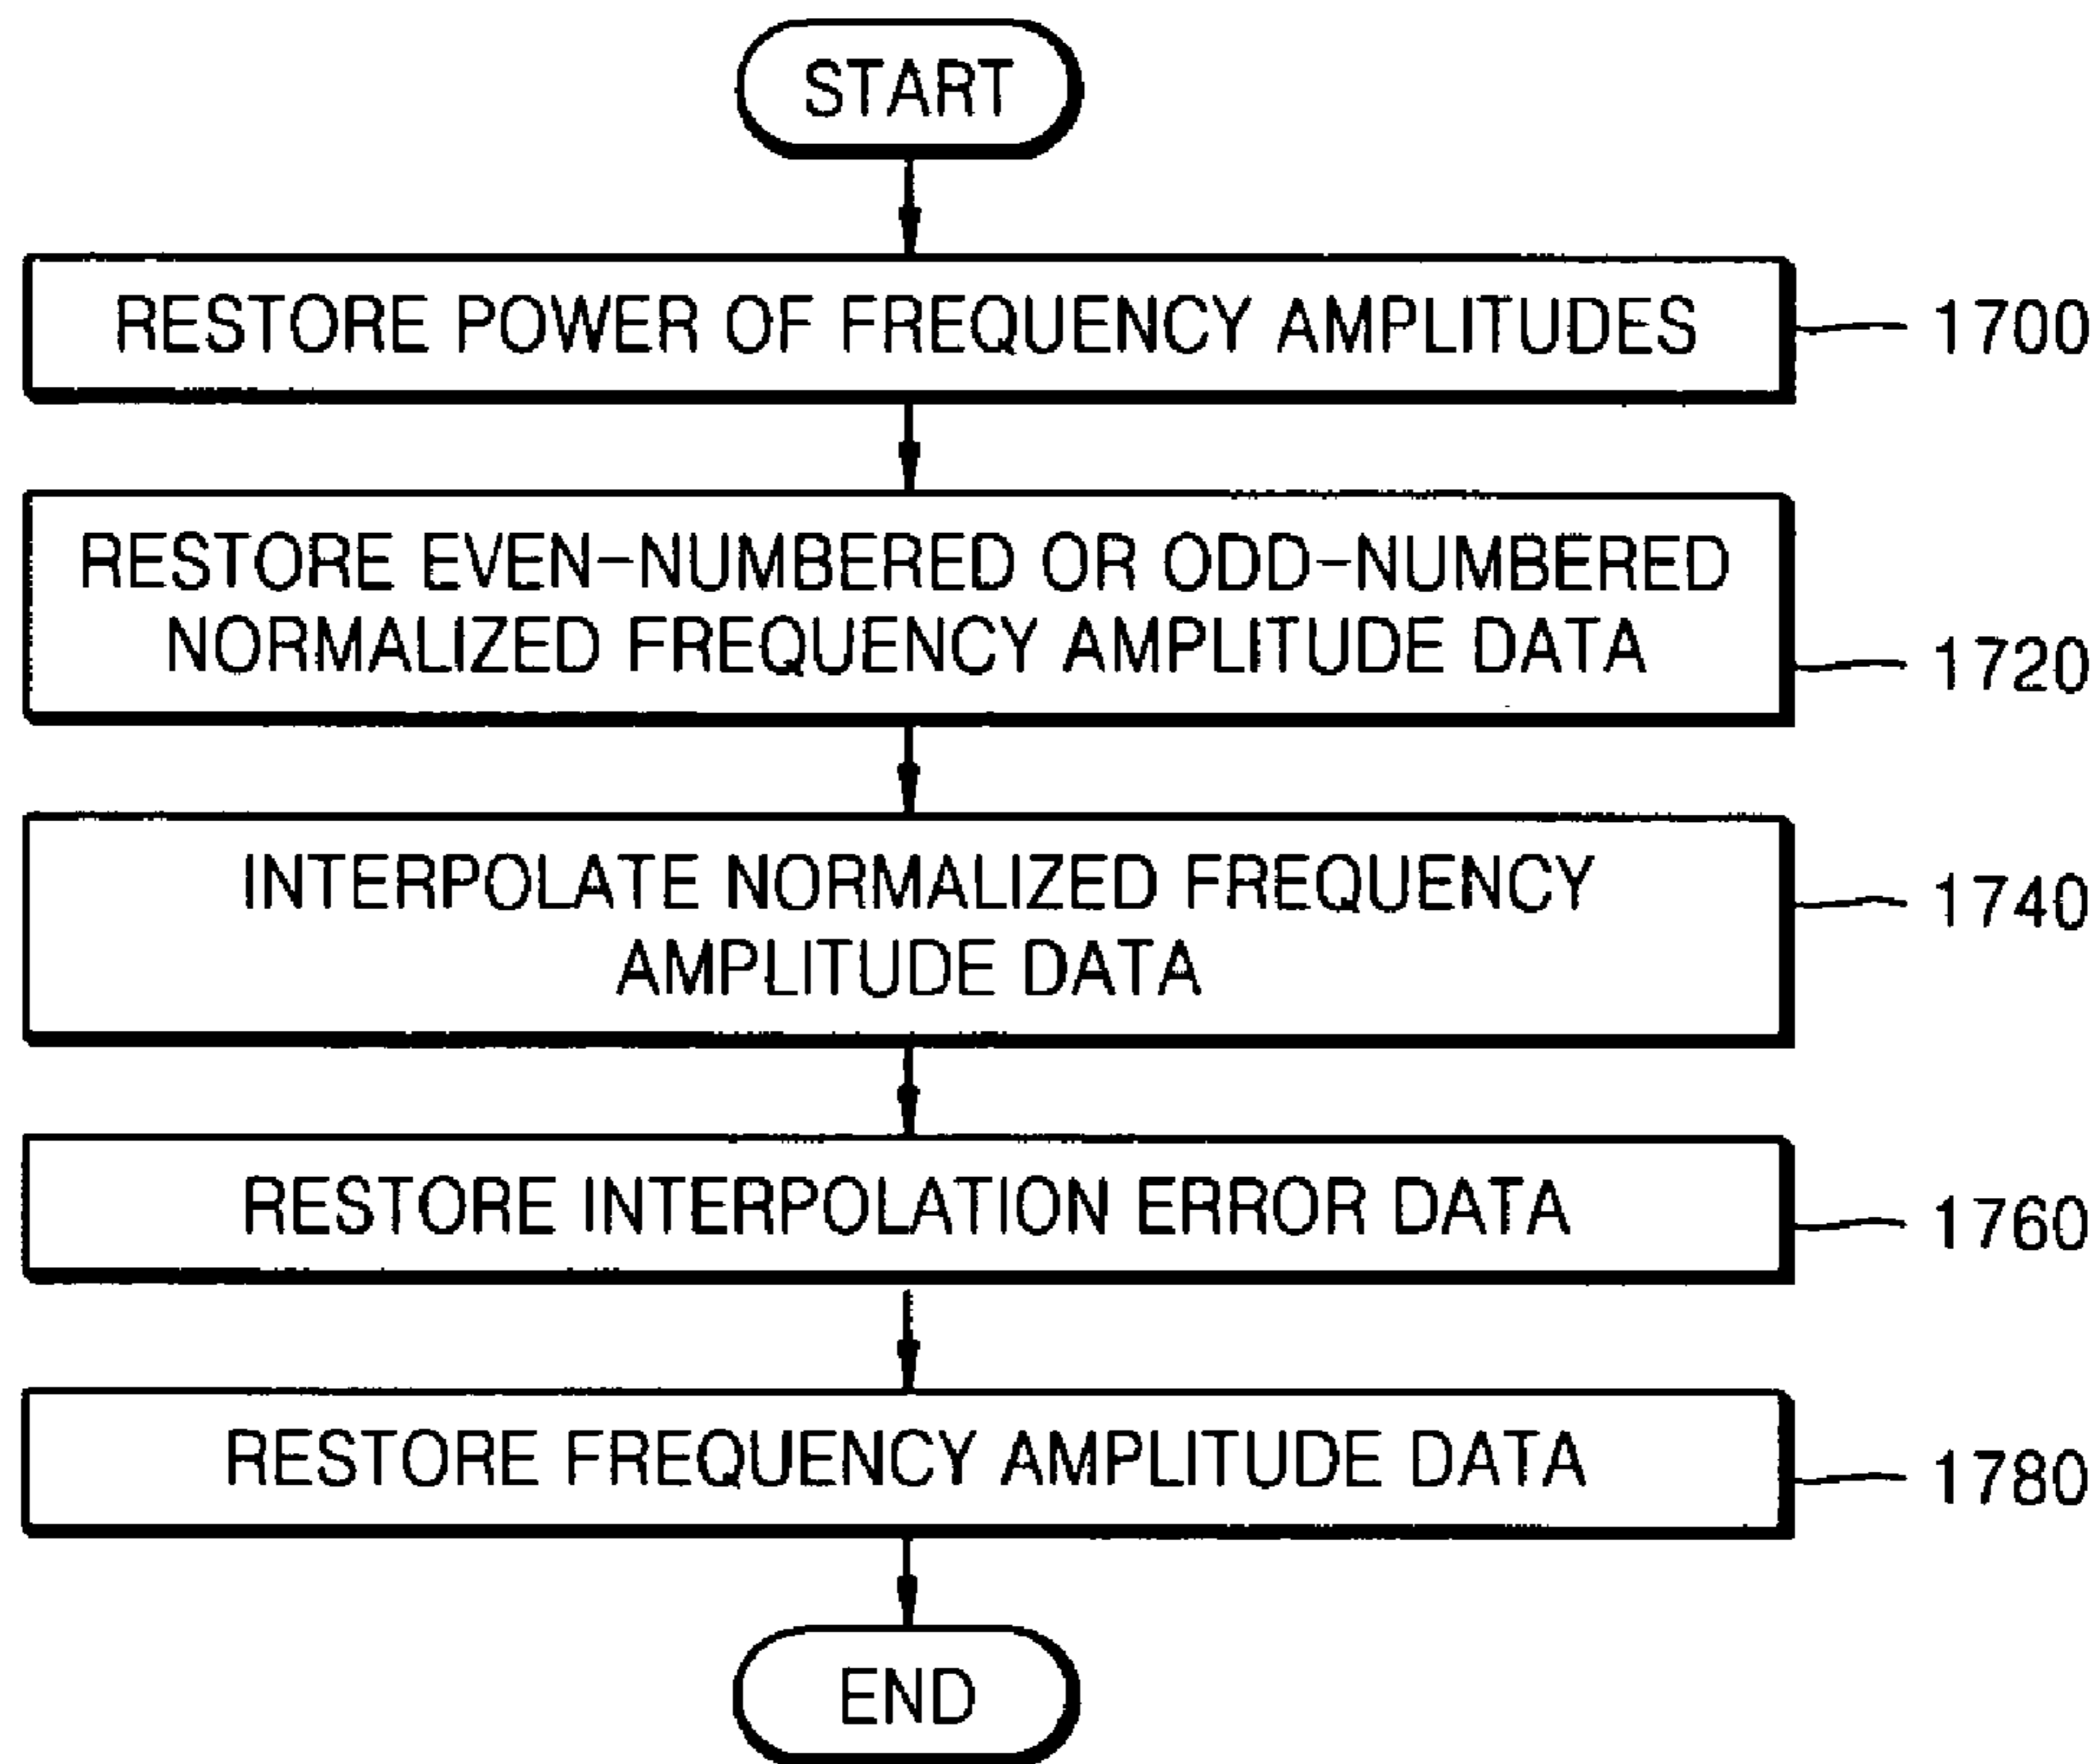 START
RESTORE POWER OF FREQUENCY AMPLITUDES
1700
RESTORE EVEN-NUMBERED OR ODD-NUMBERED
NORMALIZED FREQUENCY AMPLITUDE DATA
1720
INTERPOLATE NORMALIZED FREQUENCY
AMPLITUDE DATA
1740
RESTORE INTERPOLATION ERROR DATA
1760
RESTORE FREQUENCY AMPLITUDE DATA
1780
END